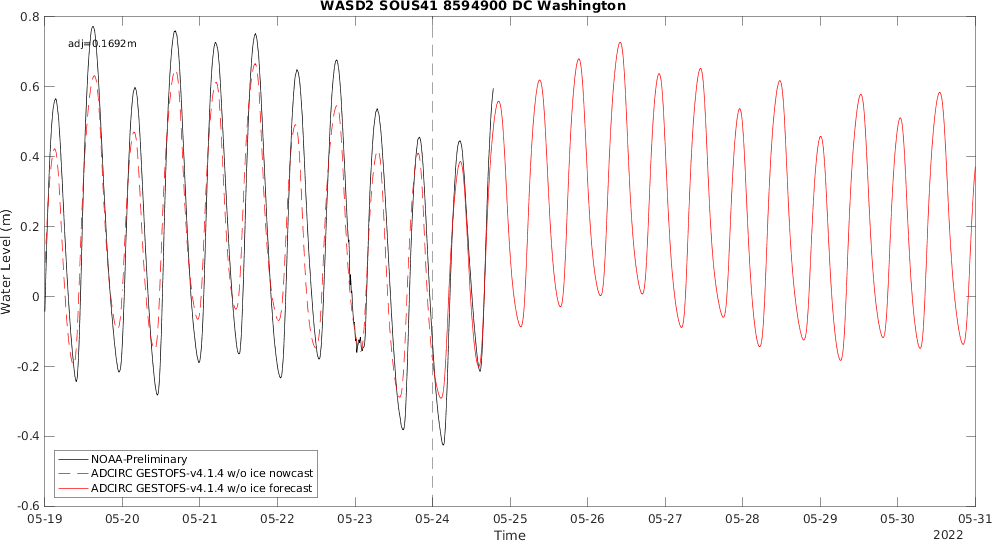 WASD2 SOUS41 8594900 DC Washington
adj=0.1692m
0.8
0.6
0.4
0.2
0
-0.2
-0.4
-0.6
Water Level (m)
NOAA-Preliminary
ADCIRC GESTOFS-v4.1.4 w/o ice nowcast
ADCIRC GESTOFS-v4.1.4 w/o ice forecast
05-19 05-20 05-21 05-22 05-23 05-24 05-25 05-26 05-27 05-28 05-29 05-30 05-31
Time
2022